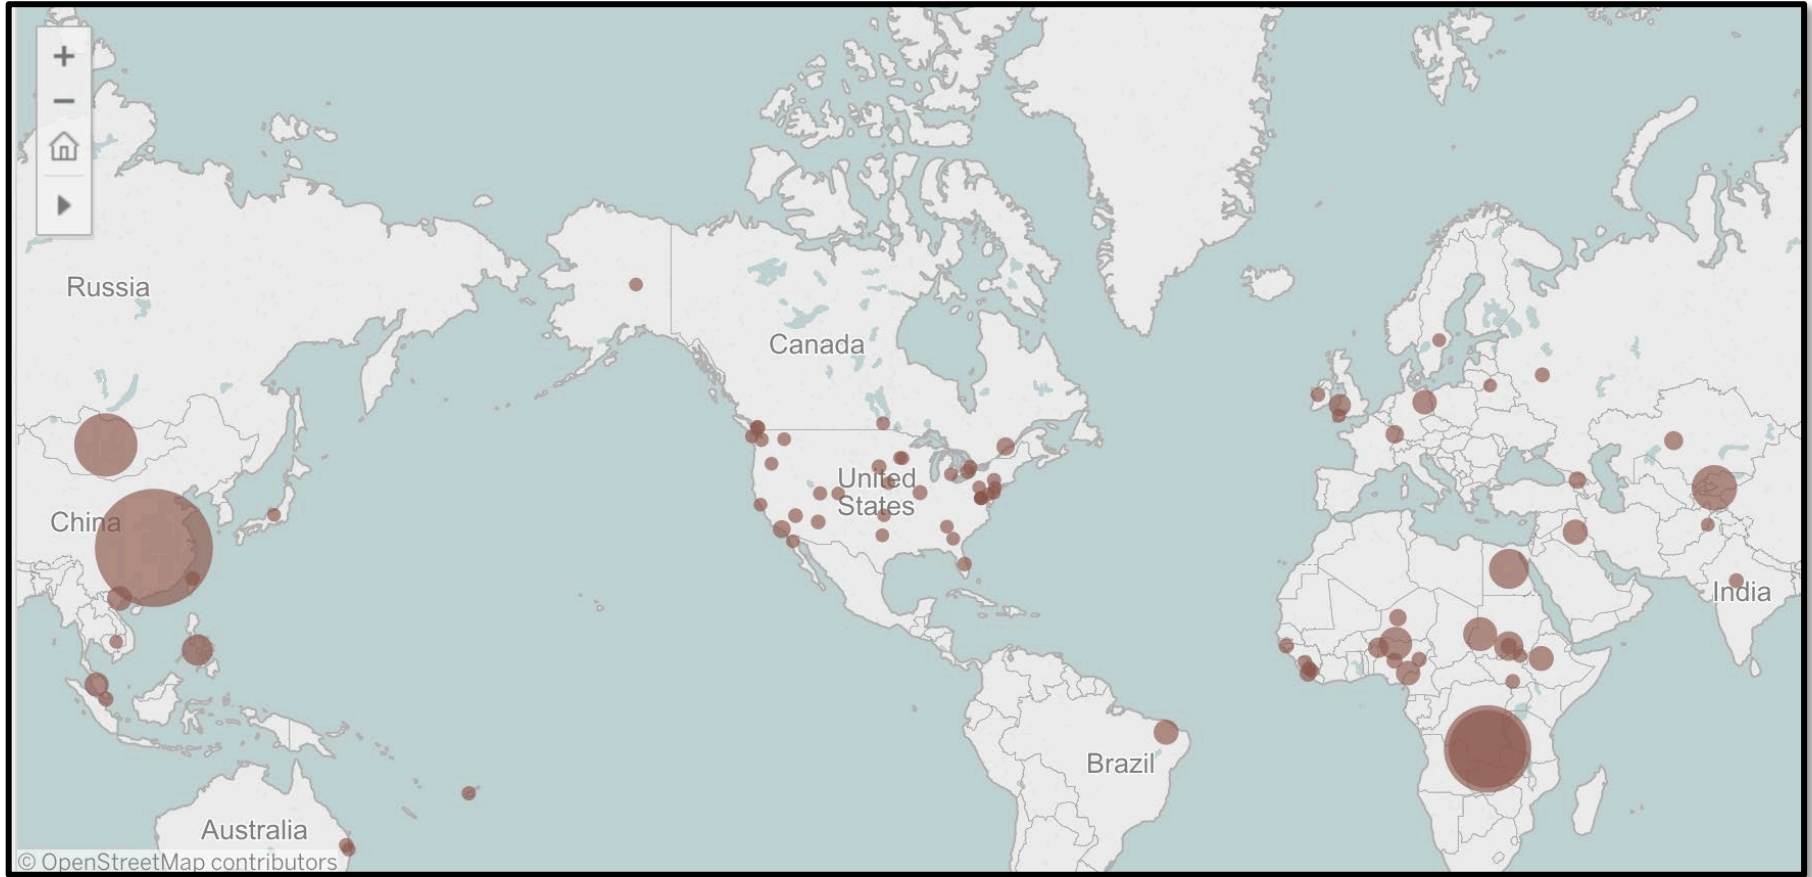 Russia
Canada
United
States
China
India
Brazil
Australia
© OpenStreetMap contributors